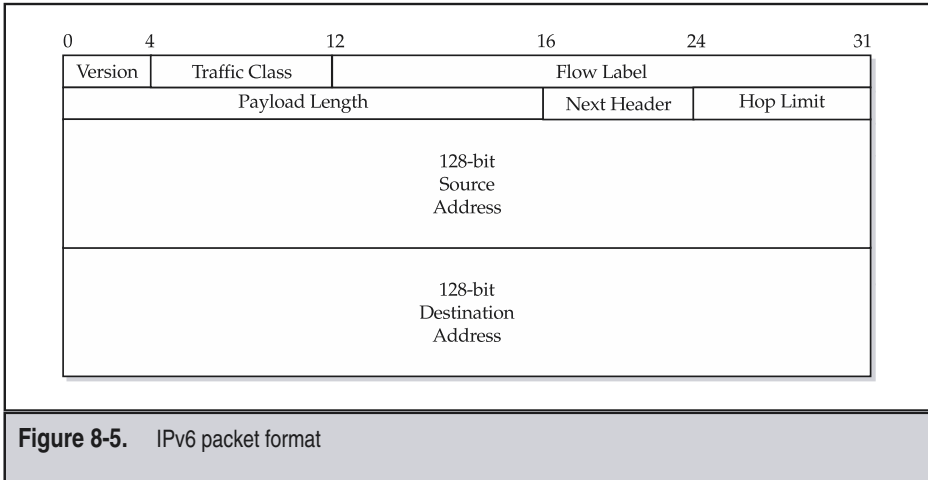 0 4 12 16 24 31
Version Traffic Class Flow Label
Payload Length Next Header Hop Limit
128-bit
Source
Address
128-bit
Destination
Address
Figure 8-5. IPv6 packet format